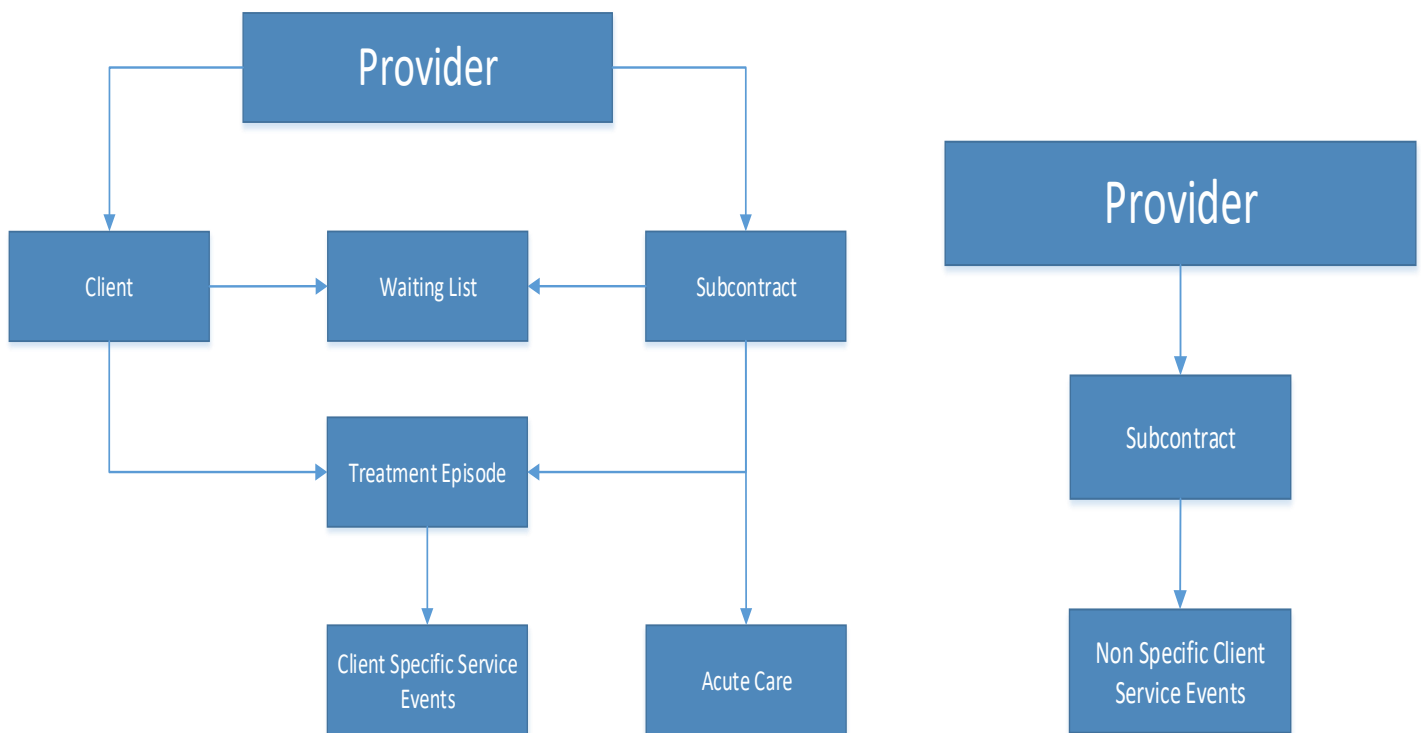 Provider
Client
Waiting List
Subcontract
Treatment Episode
Client Specific Service
Events
Acute Care
Provider
Subcontract
Non Specific Client
Service Events